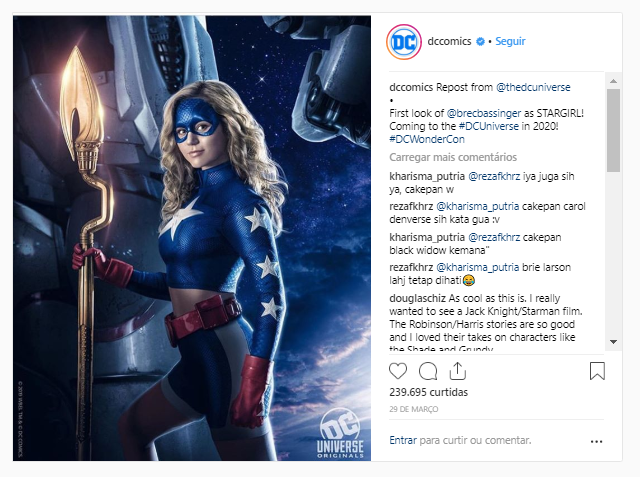 dccomics • Seguir
dccomics Repost from @thedcuniverse
•
First look of @brecbassinger as STARGIRL!
Coming to the #DCUniverse in 2020!
#DCWonderCon
Carregar mais comentários
kharisma_putria @rezafkhrz iya juga sih
ya, cakepan w
rezafkhrz @kharisma_putria cakepan carol
denverse sih kata gua :v
kharisma_putria @rezafkhrz cakepan
black widow kemana"
rezafkhrz @kharisma_putria brie larson
lahj tetap dihati😂
douglaschiz As cool as this is. I really
wanted to see a Jack Knight/Starman film.
The Robinson/Harris stories are so good
and I loved their takes on characters like
the Shade and Grundy
239.695 curtidas
29 DE MARÇO
Entrar para curtir ou comentar.
DC
DC
UNIVERSE
ORIGINALS